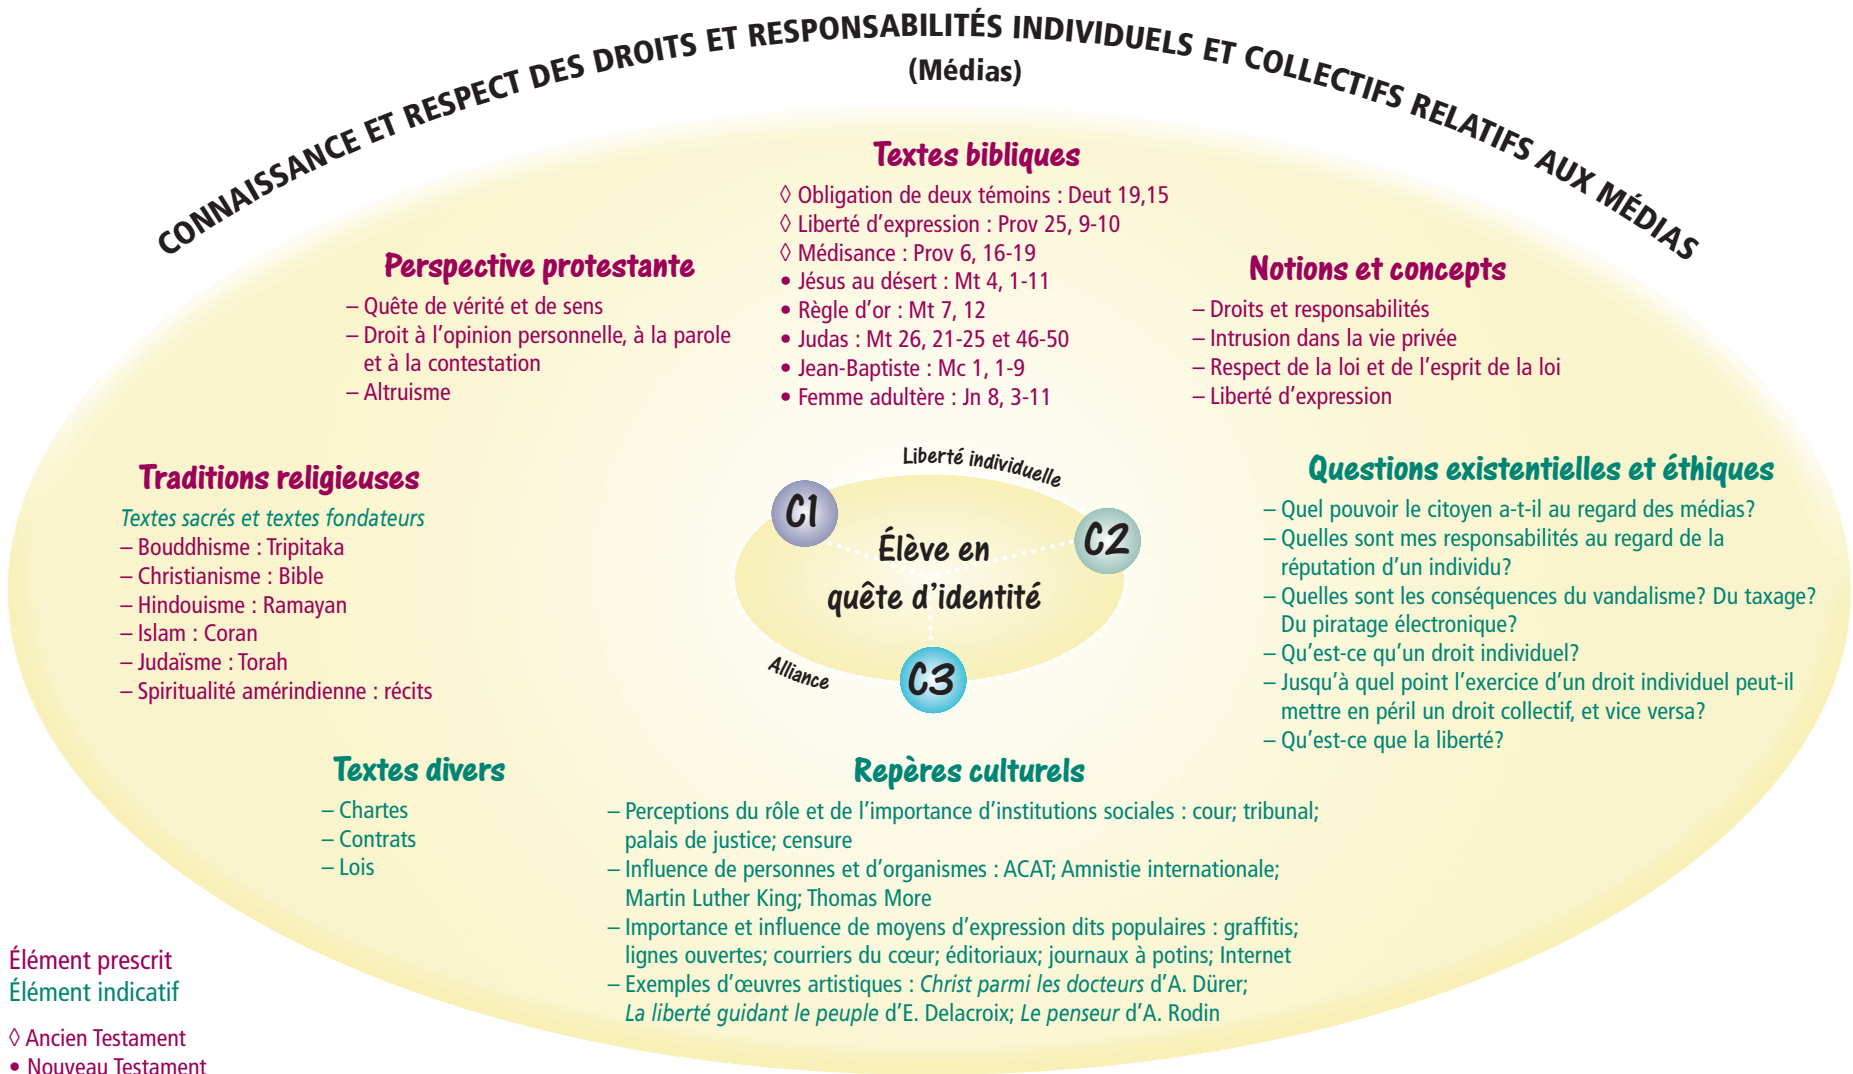 CONNAISSANCE ET RESPECT DES DROITS ET RESPONSABILITÉS INDIVIDUELS ET COLLECTIFS RELATIFS AUX MÉDIAS
(Médias)
Textes bibliques
◊ Obligation de deux témoins : Deut 19,15
◊ Liberté d'expression : Prov 25, 9-10
◊ Médisance : Prov 6, 16-19
• Jésus au désert : Mt 4, 1-11
• Règle d'or : Mt 7, 12
• Judas : Mt 26, 21-25 et 46-50
• Jean-Baptiste : Mc 1, 1-9
• Femme adultère : Jn 8, 3-11
Perspective protestante
– Quête de vérité et de sens
– Droit à l'opinion personnelle, à la parole
et à la contestation
– Altruisme
Notions et concepts
– Droits et responsabilités
– Intrusion dans la vie privée
– Respect de la loi et de l'esprit de la loi
– Liberté d'expression
Traditions religieuses
Textes sacrés et textes fondateurs
– Bouddhisme : Tripitaka
– Christianisme : Bible
– Hindouisme : Ramayan
– Islam : Coran
– Judaïsme : Torah
– Spiritualité amérindienne : récits
Liberté individuelle
C1
C2
Élève en
quête d'identité
Alliance
C3
Questions existentielles et éthiques
– Quel pouvoir le citoyen a-t-il au regard des médias?
– Quelles sont mes responsabilités au regard de la
réputation d'un individu?
– Quelles sont les conséquences du vandalisme? Du taxage?
Du piratage électronique?
– Qu'est-ce qu'un droit individuel?
– Jusqu'à quel point l'exercice d'un droit individuel peut-il
mettre en péril un droit collectif, et vice versa?
– Qu'est-ce que la liberté?
Textes divers
– Chartes
– Contrats
– Lois
Repères culturels
– Perceptions du rôle et de l'importance d'institutions sociales : cour; tribunal;
palais de justice; censure
– Influence de personnes et d'organismes : ACAT; Amnistie internationale;
Martin Luther King; Thomas More
– Importance et influence de moyens d'expression dits populaires : graffitis;
lignes ouvertes; courriers du cœur; éditoriaux; journaux à potins; Internet
– Exemples d'œuvres artistiques : Christ parmi les docteurs d'A. Dürer;
La liberté guidant le peuple d'E. Delacroix; Le penseur d'A. Rodin
Élément prescrit
Élément indicatif
◊ Ancien Testament
• Nouveau Testament